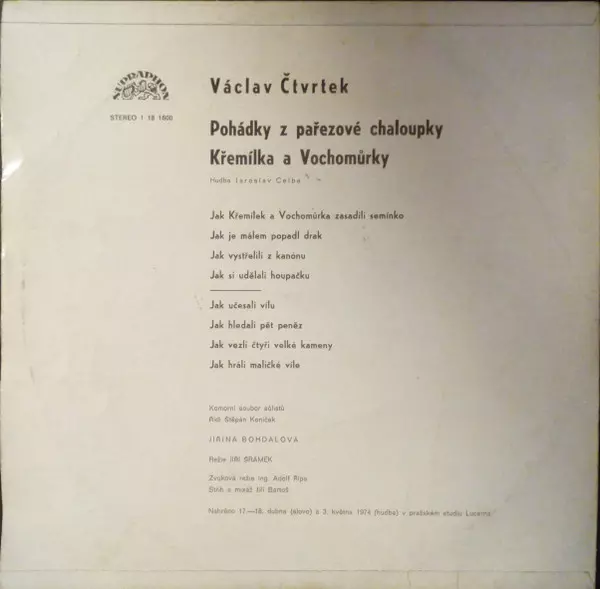 SUPRAPHON
STEREO 1 18 1600
Václav Čtvrtek
Pohádky z pařezové chaloupky
Křemílka a Vochomůrky
Hudba Jaroslav Celba
Jak Křemílek a Vochomůrka zasadili semínko
Jak je málem popadl drak
Jak vystřelili z kanónu
Jak si udělali houpačku
Jak učesali vílu
Jak hledali pět peněz
Jak vezli čtyři velké kameny
Jak hráli maličké víle
Komorní soubor sólistů
Řídí Štěpán Koníček
JIŘINA BOHDALOVÁ
Režie JIŘÍ ŠRÁMEK
Zvuková režie ing. Adolf Řípa
Střih a mixáž Jiří Bartoš
Nahráno 17.—18. dubna (slovo) a 3. května 1974 (hudba) v pražském studiu Lucerna